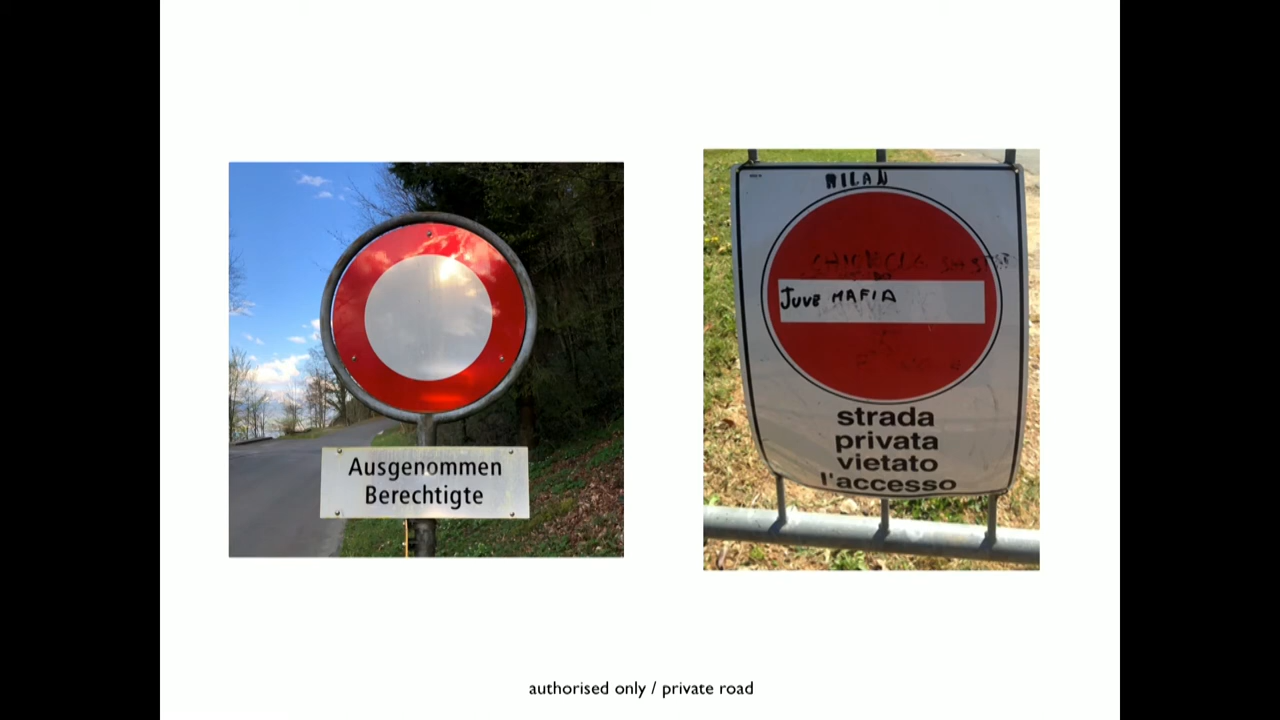 Ausgenommen
Berechtigte
MILAN
JUVE MAFIA
strada
privata
vietato
l'accesso
authorised only / private road